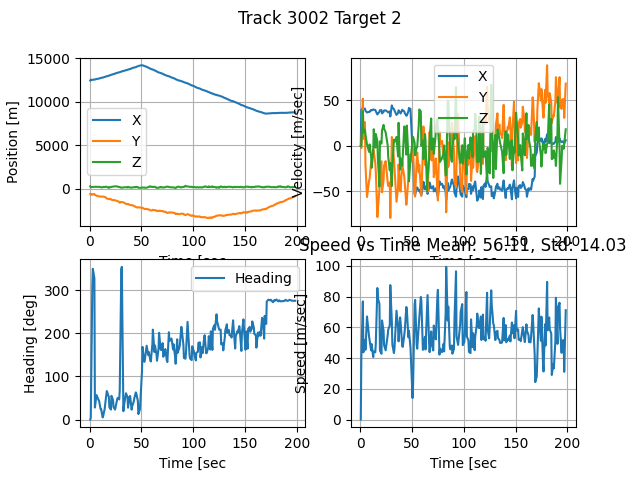 Track 3002 Target 2
Position [m]
15000
10000
5000
0
X
Y
Z
0
50
100
150
200
Velocity [m/sec]
50
0
−50
X
Y
Z
0
50
100
150
200
Time [sec
Time [sec
Speed vs Time Mean: 56.11, Std: 14.03
Heading [deg]
300
200
100
0
Heading
0
50
100
150
200
Time [sec
Speed [m/sec]
100
80
60
40
20
0
0
50
100
150
200
Time [sec